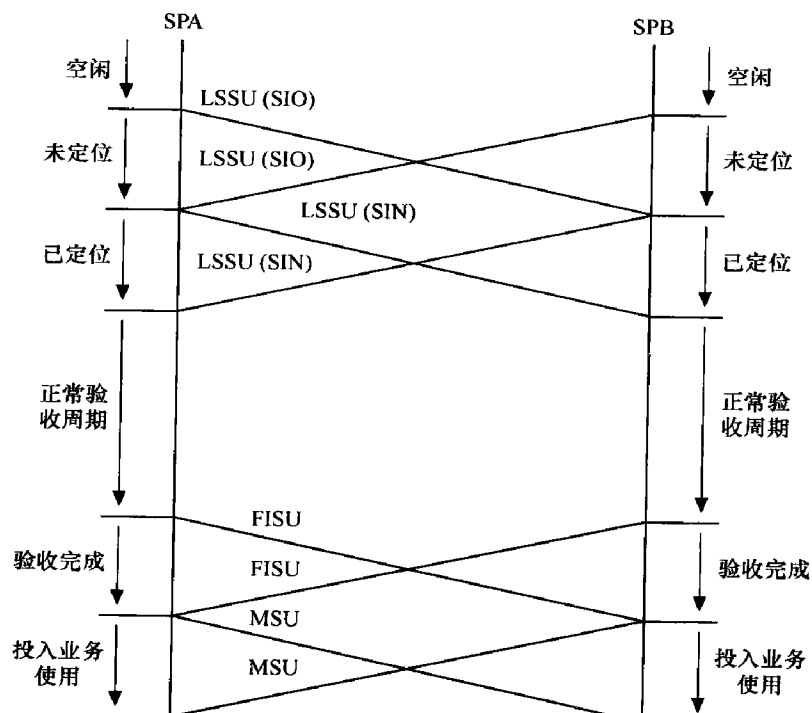 SPA
SPB
空闲
空闲
LSSU (SIO)
未定位
LSSU (SIO)
未定位
LSSU (SIN)
已定位
LSSU (SIN)
已定位
正常验
收周期
正常验
收周期
FISU
验收完成
FISU
验收完成
MSU
投入业务
使用
MSU
投入业务
使用